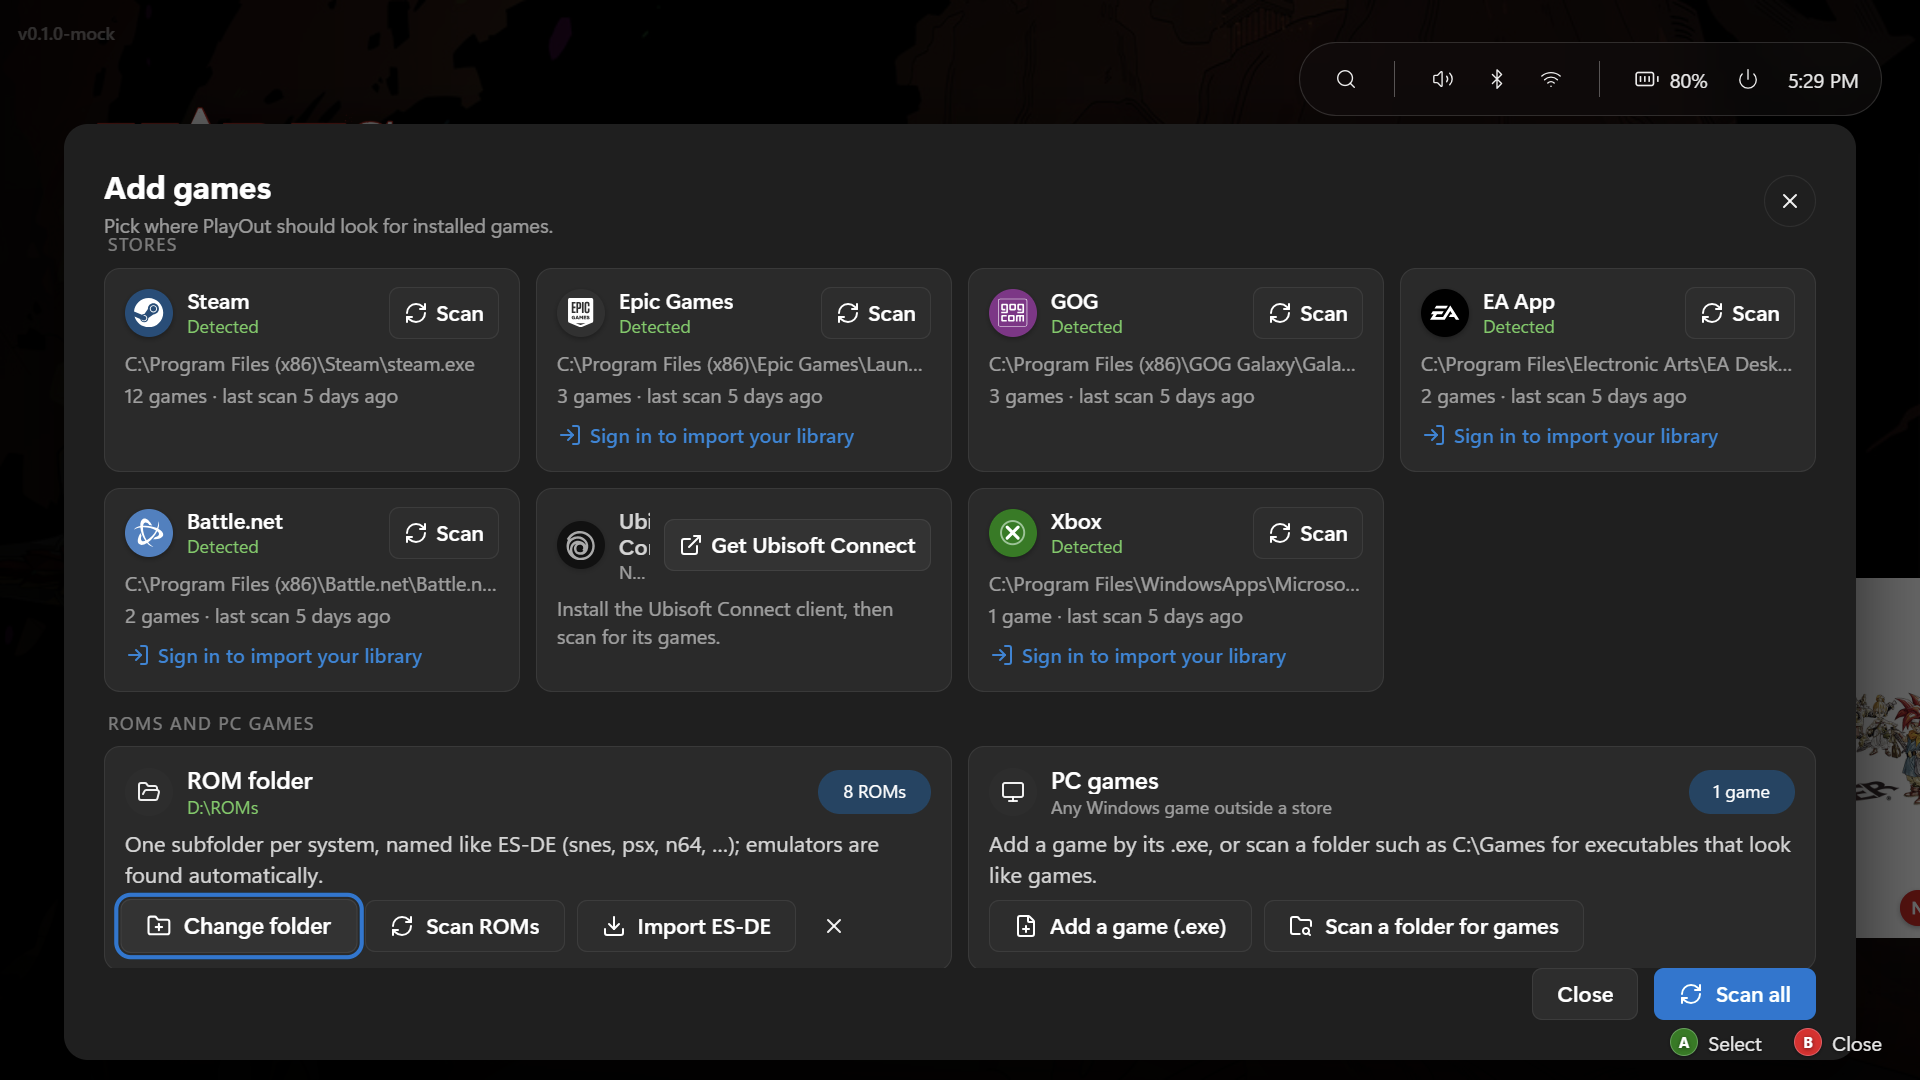 v0.1.0-mock
80%
5:29 PM
Add games
Pick where PlayOut should look for installed games.
STORES
Steam
Detected
Scan
C:\Program Files (x86)\Steam\steam.exe
12 games · last scan 5 days ago
EPIC GAMES
Epic Games
Detected
Scan
C:\Program Files (x86)\Epic Games\Laun...
3 games · last scan 5 days ago
Sign in to import your library
gog com
GOG
Detected
Scan
C:\Program Files (x86)\GOG Galaxy\Gala...
3 games · last scan 5 days ago
EA
EA App
Detected
Scan
C:\Program Files\Electronic Arts\EA Desk...
2 games · last scan 5 days ago
Sign in to import your library
Battle.net
Detected
Scan
C:\Program Files (x86)\Battle.net\Battle.n...
2 games · last scan 5 days ago
Sign in to import your library
Ubi
Co
N...
Get Ubisoft Connect
Install the Ubisoft Connect client, then
scan for its games.
Xbox
Detected
Scan
C:\Program Files\WindowsApps\Microso...
1 game · last scan 5 days ago
Sign in to import your library
ROMS AND PC GAMES
ROM folder
D:\ROMs
8 ROMs
One subfolder per system, named like ES-DE (snes, psx, n64, ...); emulators are
found automatically.
Change folder
Scan ROMs
Import ES-DE
PC games
Any Windows game outside a store
1 game
Add a game by its .exe, or scan a folder such as C:\Games for executables that look
like games.
Add a game (.exe)
Scan a folder for games
Close
Scan all
A Select
B Close